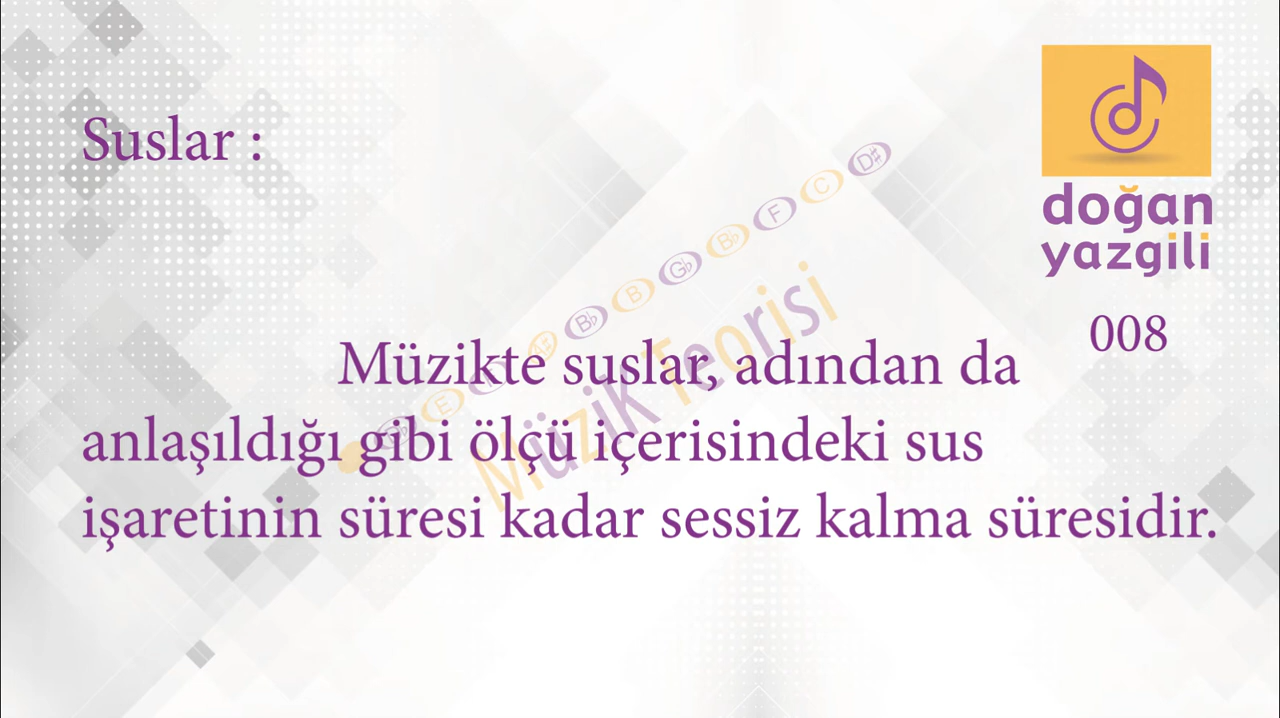 Suslar :
doğan
yazgili
008
Müzikte suslar, adından da
anlaşıldığı gibi ölçü içerisindeki sus
işaretinin süresi kadar sessiz kalma süresidir.
MüziK Teorisi
E
B♭
B
G♭
B♭
F
C
D#